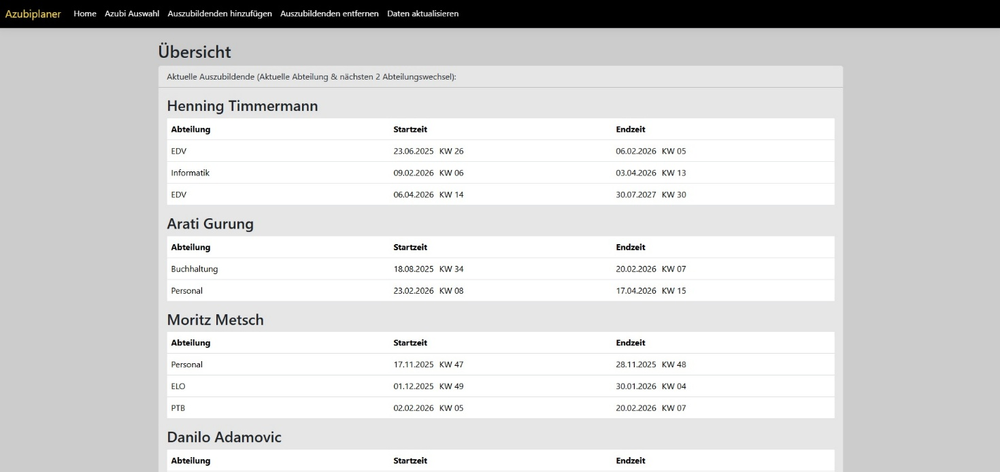 Azubiplaner Home Azubi Auswahl Auszubildenden hinzufügen Auszubildenden entfernen Daten aktualisieren
Übersicht
Aktuelle Auszubildende (Aktuelle Abteilung & nächsten 2 Abteilungswechsel):
Henning Timmermann
Abteilung Startzeit Endzeit
EDV 23.06.2025 KW 26 06.02.2026 KW 05
Informatik 09.02.2026 KW 06 03.04.2026 KW 13
EDV 06.04.2026 KW 14 30.07.2027 KW 30
Arati Gurung
Abteilung Startzeit Endzeit
Buchhaltung 18.08.2025 KW 34 20.02.2026 KW 07
Personal 23.02.2026 KW 08 17.04.2026 KW 15
Moritz Metsch
Abteilung Startzeit Endzeit
Personal 17.11.2025 KW 47 28.11.2025 KW 48
ELO 01.12.2025 KW 49 30.01.2026 KW 04
PTB 02.02.2026 KW 05 20.02.2026 KW 07
Danilo Adamovic
Abteilung Startzeit Endzeit